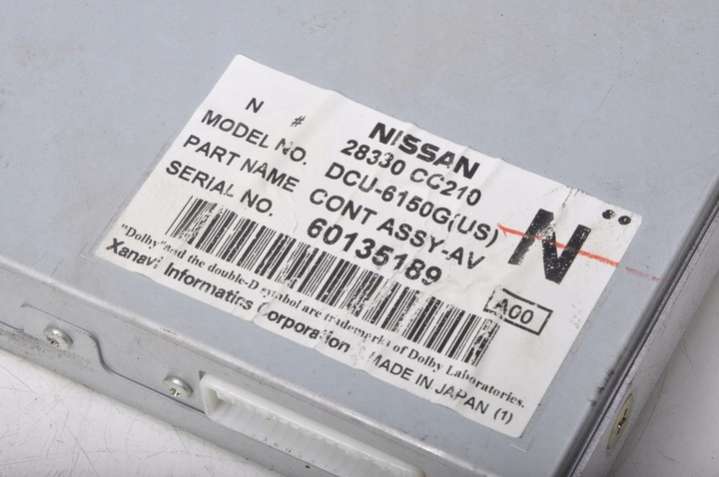 NISSAN
N # 28330 CC210
MODEL NO. DCU-6150G(US)
PART NAME CONT ASSY-AV
SERIAL NO. 60135189
N
A00
"Dolby" and the double-D symbol are trademarks of Dolby Laboratories.
Xanavi Informatics Corporation MADE IN JAPAN (1)